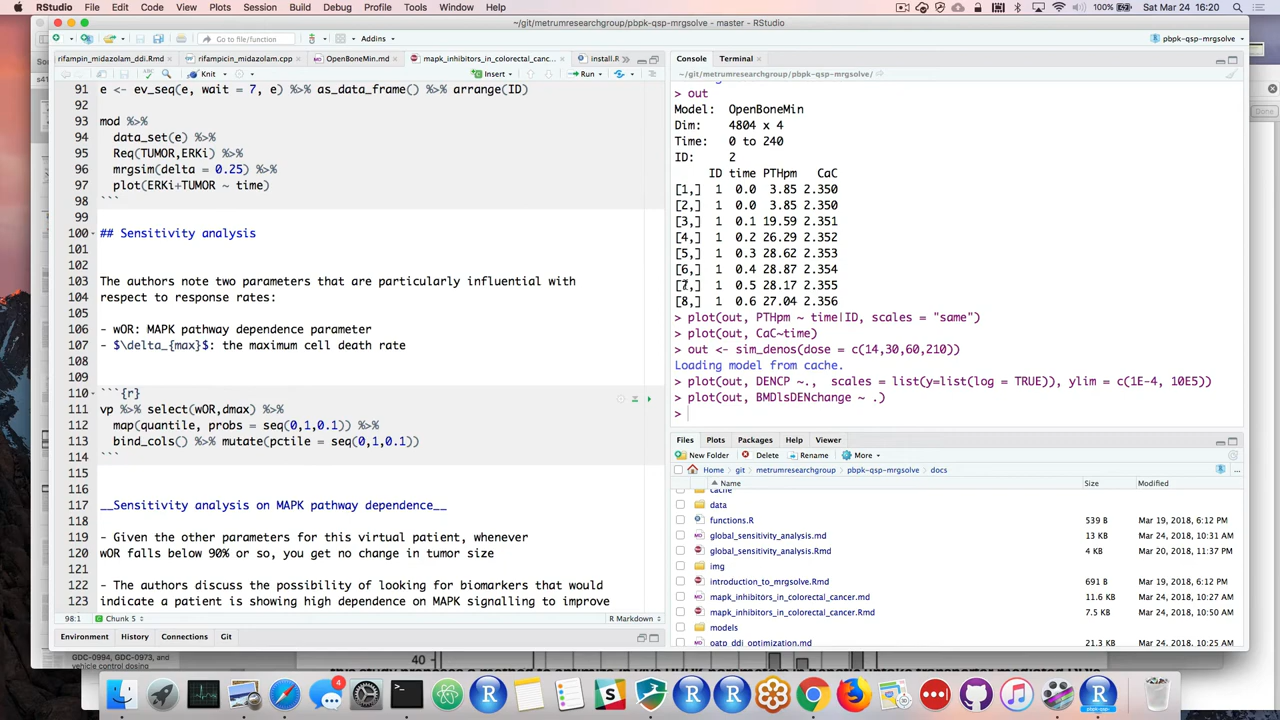 RStudio File Edit Code View Plots Session Build Debug Profile Tools Window Help 100% Sat Mar 24 16:20
~/git/metrumresearchgroup/pbpk-qsp-mrgsolve - master - RStudio
Go to file/function Addins pbpk-qsp-mrgsolve
rifampin_midazolam_ddi.Rmd rifampicin_midazolam.cpp OpenBoneMin.md mapk_inhibitors_in_colorectal_canc... install.R
Knit Insert Run
91 e <- ev_seq(e, wait = 7, e) %>% as_data_frame() %>% arrange(ID)
92
93 mod %>%
94 data_set(e) %>%
95 Req(TUMOR,ERKi) %>%
96 mrgsim(delta = 0.25) %>%
97 plot(ERKi+TUMOR ~ time)
98 ```
99
100 ## Sensitivity analysis
101
102
103 The authors note two parameters that are particularly influential with
104 respect to response rates:
105
106 - wOR: MAPK pathway dependence parameter
107 - $\delta_{max}$: the maximum cell death rate
108
109
110 ```{r}
111 vp %>% select(wOR,dmax) %>%
112 map(quantile, probs = seq(0,1,0.1)) %>%
113 bind_cols() %>% mutate(pctile = seq(0,1,0.1))
114 ```
115
116
117 __Sensitivity analysis on MAPK pathway dependence__
118
119 - Given the other parameters for this virtual patient, whenever
120 wOR falls below 90% or so, you get no change in tumor size
121
122 - The authors discuss the possibility of looking for biomarkers that would
123 indicate a patient is showing high dependence on MAPK signalling to improve
98:1 Chunk 5 R Markdown
Environment History Connections Git
Console Terminal
~/git/metrumresearchgroup/pbpk-qsp-mrgsolve/
> out
Model: OpenBoneMin
Dim: 4804 x 4
Time: 0 to 240
ID: 2
ID time PTHpm CaC
[1,] 1 0.0 3.85 2.350
[2,] 1 0.0 3.85 2.350
[3,] 1 0.1 19.59 2.351
[4,] 1 0.2 26.29 2.352
[5,] 1 0.3 28.62 2.353
[6,] 1 0.4 28.87 2.354
[7,] 1 0.5 28.17 2.355
[8,] 1 0.6 27.04 2.356
> plot(out, PTHpm ~ time|ID, scales = "same")
> plot(out, CaC~time)
> out <- sim_denos(dose = c(14,30,60,210))
Loading model from cache.
> plot(out, DENCP ~., scales = list(y=list(log = TRUE)), ylim = c(1E-4, 10E5))
> plot(out, BMDlsDENchange ~ .)
>
Files Plots Packages Help Viewer
New Folder Delete Rename More
Home git metrumresearchgroup pbpk-qsp-mrgsolve docs ...
Name Size Modified
cache
data
functions.R 539 B Mar 19, 2018, 6:12 PM
global_sensitivity_analysis.md 13 KB Mar 24, 2018, 10:31 AM
global_sensitivity_analysis.Rmd 4 KB Mar 20, 2018, 11:37 PM
img
introduction_to_mrgsolve.Rmd 691 B Mar 19, 2018, 6:12 PM
mapk_inhibitors_in_colorectal_cancer.md 11.6 KB Mar 24, 2018, 10:27 AM
mapk_inhibitors_in_colorectal_cancer.Rmd 7.5 KB Mar 24, 2018, 10:50 AM
models
oatp_ddi_optimization.md 21.3 KB Mar 24, 2018, 10:25 AM
Done
GDC-0994, GDC-0973, and
vehicle control dosing
40
4